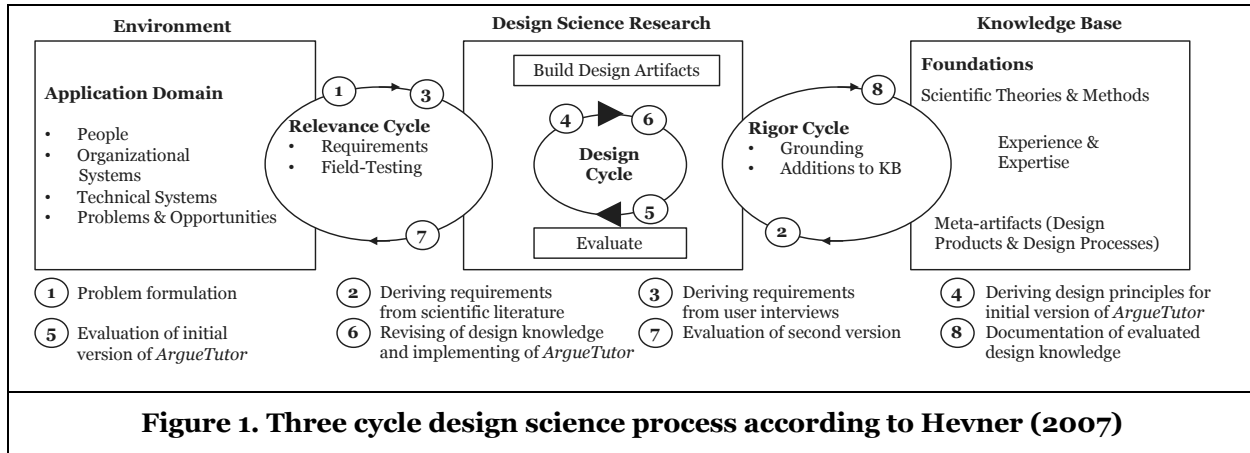 Environment
Design Science Research
Knowledge Base
Application Domain
• People
• Organizational
Systems
• Technical Systems
• Problems & Opportunities
1
3
Relevance Cycle
• Requirements
• Field-Testing
7
Build Design Artifacts
4
6
Design
Cycle
5
Evaluate
8
Rigor Cycle
• Grounding
• Additions to KB
2
Foundations
Scientific Theories & Methods
Experience &
Expertise
Meta-artifacts (Design
Products & Design Processes)
1 Problem formulation
2 Deriving requirements
from scientific literature
3 Deriving requirements
from user interviews
4 Deriving design principles for
initial version of ArgueTutor
5 Evaluation of initial
version of ArgueTutor
6 Revising of design knowledge
and implementing of ArgueTutor
7 Evaluation of second version
8 Documentation of evaluated
design knowledge
Figure 1. Three cycle design science process according to Hevner (2007)